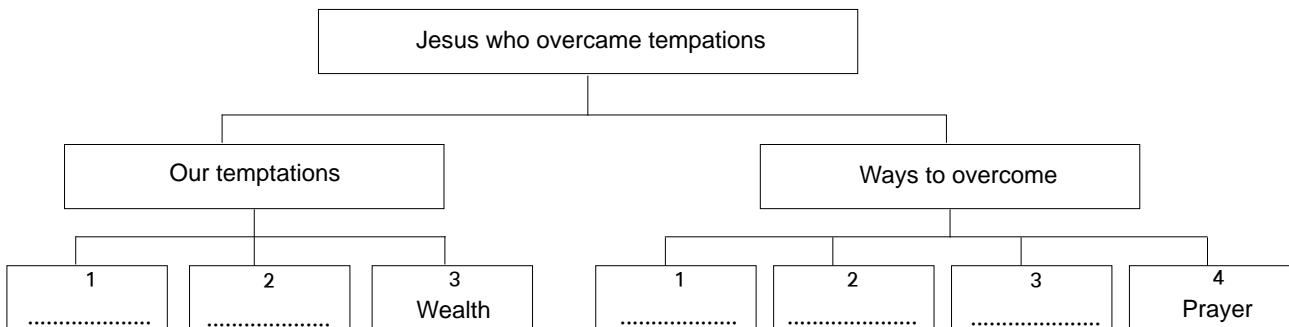 Jesus who overcame tempations
Our temptations
Ways to overcome
1
2
3
1
2
3
4
....................
....................
Wealth
....................
....................
....................
Prayer